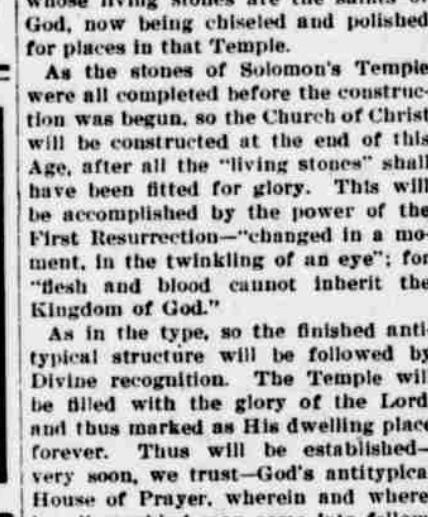 whose living stones are the saints of
God, now being chiseled and polished
for places in that Temple.
As the stones of Solomon's Temple
were all completed before the construc-
tion was begun, so the Church of Christ
will be constructed at the end of this
Age, after all the "living stones" shall
have been fitted for glory. This will
be accomplished by the power of the
First Resurrection—"changed in a mo-
ment, in the twinkling of an eye"; for
"flesh and blood cannot inherit the
Kingdom of God."
As in the type, so the finished anti-
typical structure will be followed by
Divine recognition. The Temple will
be filled with the glory of the Lord
and thus marked as His dwelling place
forever. Thus will be established—
very soon, we trust—God's antitypical
House of Prayer, wherein and where-